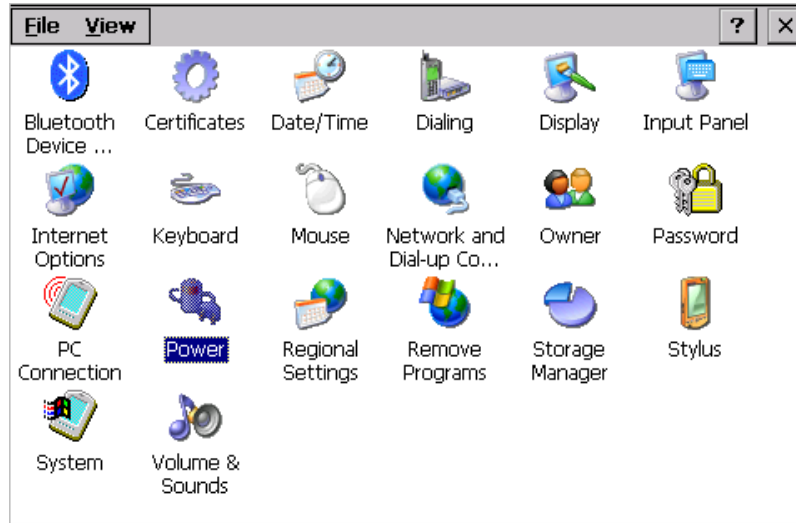 File View ? ×
Bluetooth Device ...
Certificates
Date/Time
Dialing
Display
Input Panel
Internet Options
Keyboard
Mouse
Network and Dial-up Co...
Owner
Password
PC Connection
Power
Regional Settings
Remove Programs
Storage Manager
Stylus
System
Volume & Sounds